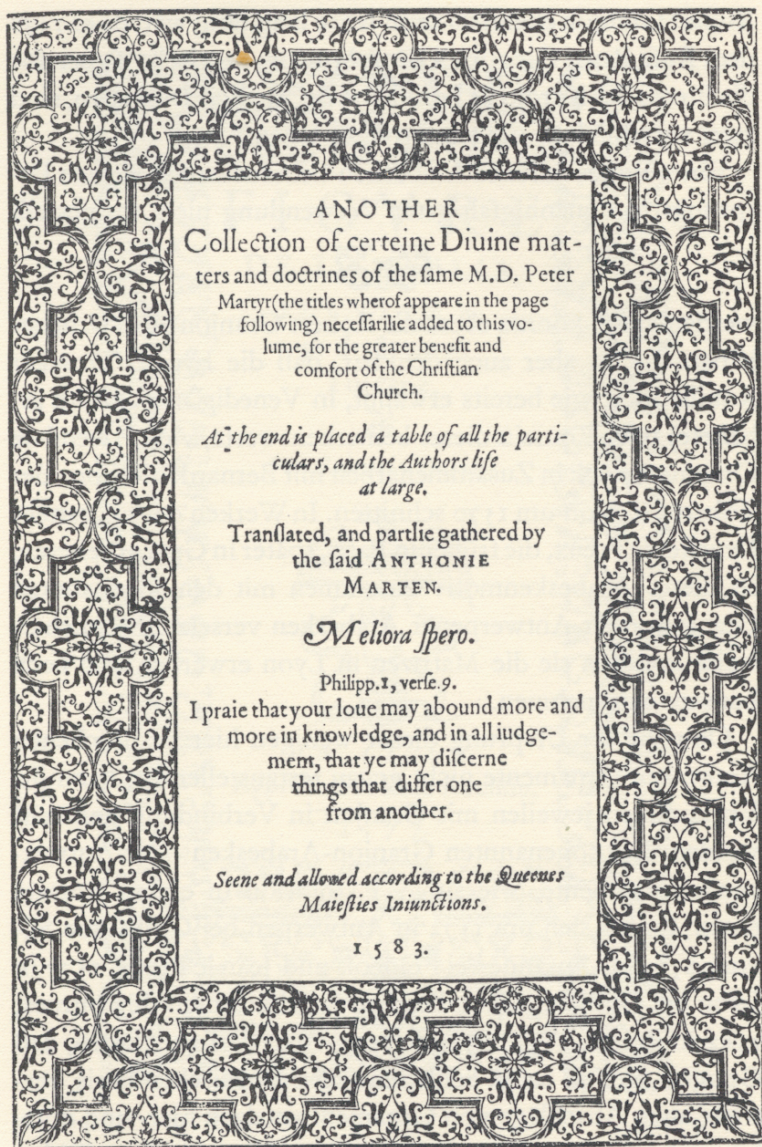 ANOTHER
Collection of certeine Diuine mat-
ters and doctrines of the ſame M.D. Peter
Martyr (the titles wherof appeare in the page
following) neceſſarilie added to this vo-
lume, for the greater benefit and
comfort of the Chriſtian
Church.
At the end is placed a table of all the parti-
culars, and the Authors life
at large.
Tranſlated, and partlie gathered by
the ſaid ANTHONIE
MARTEN.
Meliora ſpero.
Philipp.1, verſe.9.
I praie that your loue may abound more and
more in knowledge, and in all iudge-
ment, that ye may diſcerne
things that differ one
from another.
Seene and allowed according to the Queenes
Maieſties Iniunctions.
1583.